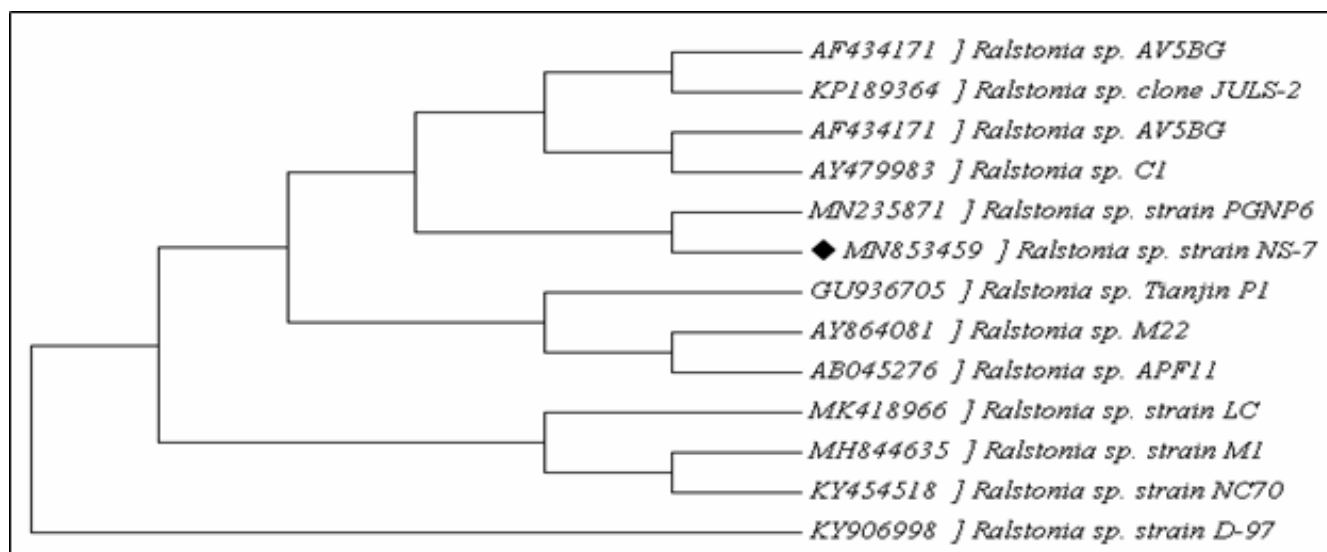 AF434171 ] Ralstonia sp. AV5BG
KP189364 ] Ralstonia sp. clone JULS-2
AF434171 ] Ralstonia sp. AV5BG
AY479983 ] Ralstonia sp. C1
MN235871 ] Ralstonia sp. strain PGNP6
◆ MN853459 ] Ralstonia sp. strain NS-7
GU936705 ] Ralstonia sp. Tianjin P1
AY864081 ] Ralstonia sp. M22
AB045276 ] Ralstonia sp. APF11
MK418966 ] Ralstonia sp. strain LC
MH844635 ] Ralstonia sp. strain M1
KY454518 ] Ralstonia sp. strain NC70
KY906998 ] Ralstonia sp. strain D-97